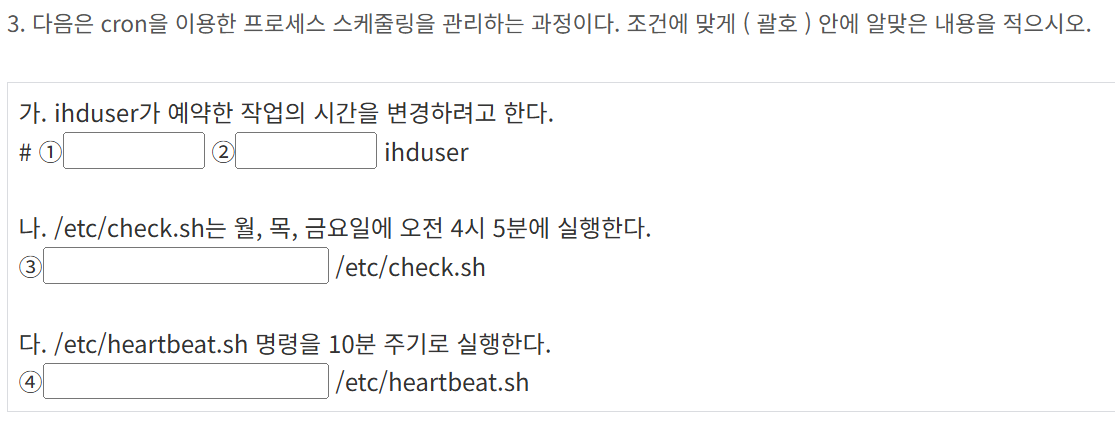 3. 다음은 cron을 이용한 프로세스 스케줄링을 관리하는 과정이다. 조건에 맞게 ( 괄호 ) 안에 알맞은 내용을 적으시오.
가. ihduser가 예약한 작업의 시간을 변경하려고 한다.
# ① ② ihduser
나. /etc/check.sh는 월, 목, 금요일에 오전 4시 5분에 실행한다.
③ /etc/check.sh
다. /etc/heartbeat.sh 명령을 10분 주기로 실행한다.
④ /etc/heartbeat.sh